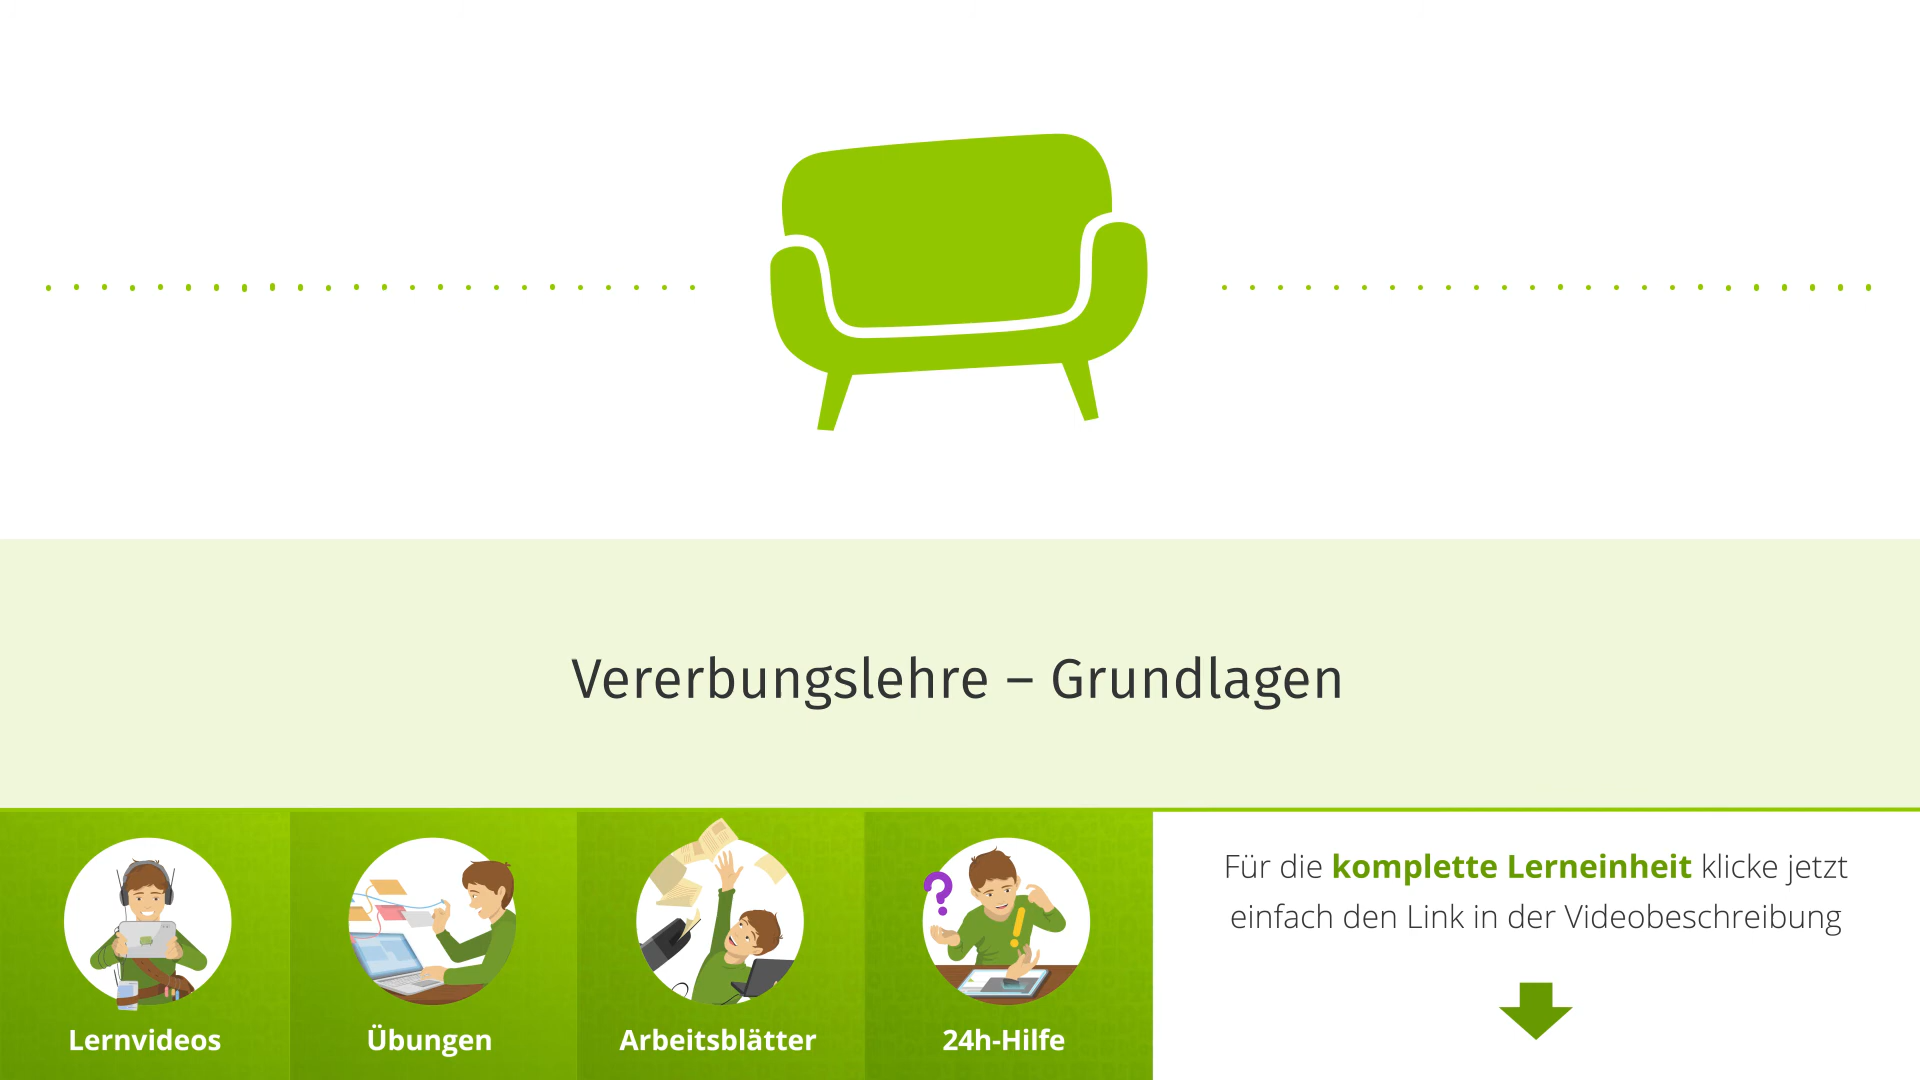 Vererbungslehre – Grundlagen
Für die komplette Lerneinheit klicke jetzt
einfach den Link in der Videobeschreibung
Lernvideos
Übungen
Arbeitsblätter
24h-Hilfe